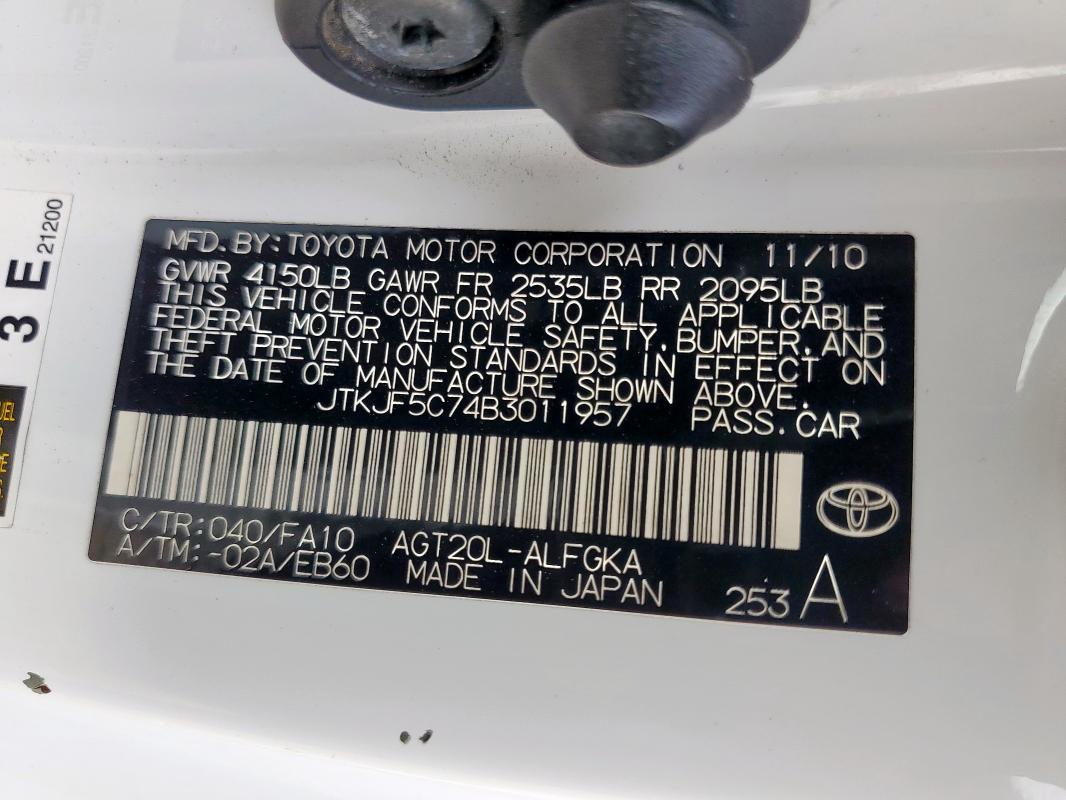 MFD. BY: TOYOTA MOTOR CORPORATION 11/10
GVWR 4150LB GAWR FR 2535LB RR 2095LB
THIS VEHICLE CONFORMS TO ALL APPLICABLE
FEDERAL MOTOR VEHICLE SAFETY, BUMPER, AND
THEFT PREVENTION STANDARDS IN EFFECT ON
THE DATE OF MANUFACTURE SHOWN ABOVE.
JTKJF5C74B3011957 PASS. CAR
C/TR: 040/FA10 AGT20L-ALFGKA
A/TM: -02A/EB60 MADE IN JAPAN 253 A
3 E 21200